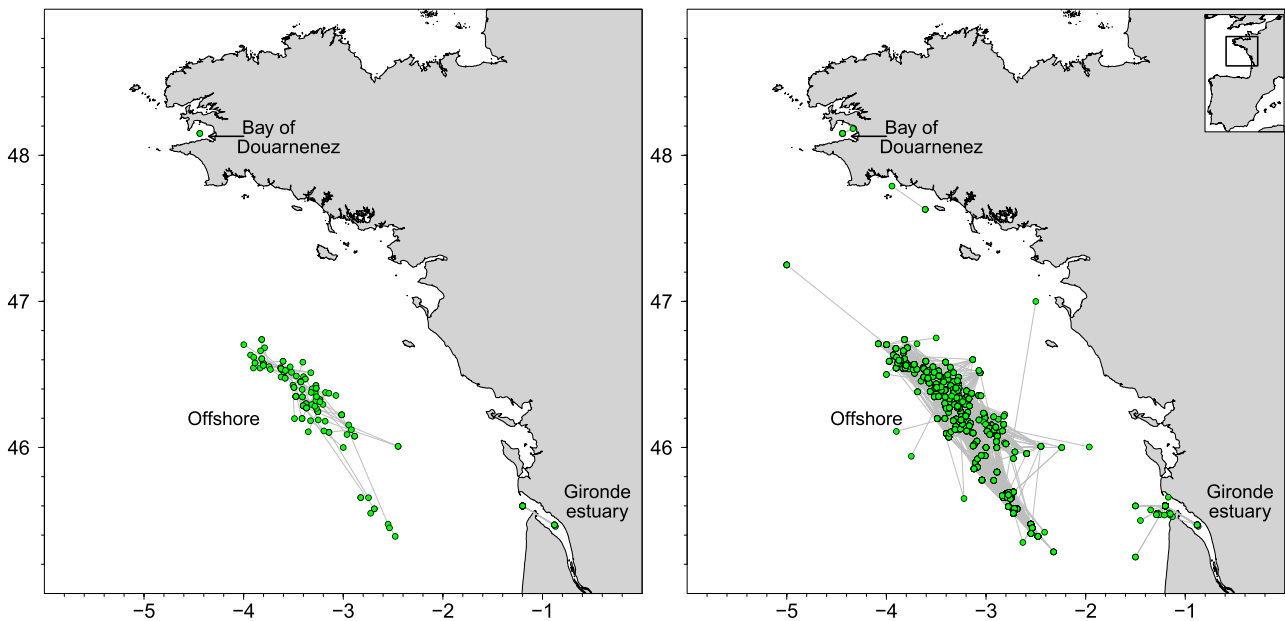 48
47
46
−5
−4
−3
−2
−1
Bay of
Douarnenez
Offshore
Gironde
estuary
48
47
46
−5
−4
−3
−2
−1
Bay of
Douarnenez
Offshore
Gironde
estuary